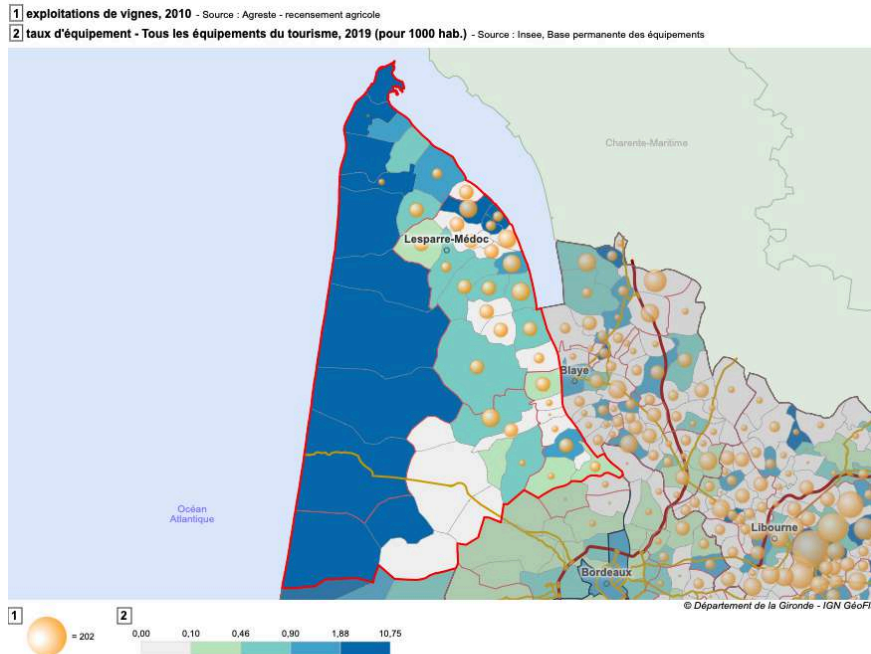 1 exploitations de vignes, 2010 - Source : Agreste - recensement agricole
2 taux d'équipement - Tous les équipements du tourisme, 2019 (pour 1000 hab.) - Source : Insee, Base permanente des équipements
Charente-Maritime
Lesparre-Médoc
Blaye
Océan
Atlantique
Libourne
Bordeaux
© Département de la Gironde - IGN GéoFl
1
2
= 202
0,00 0,10 0,46 0,90 1,88 10,75